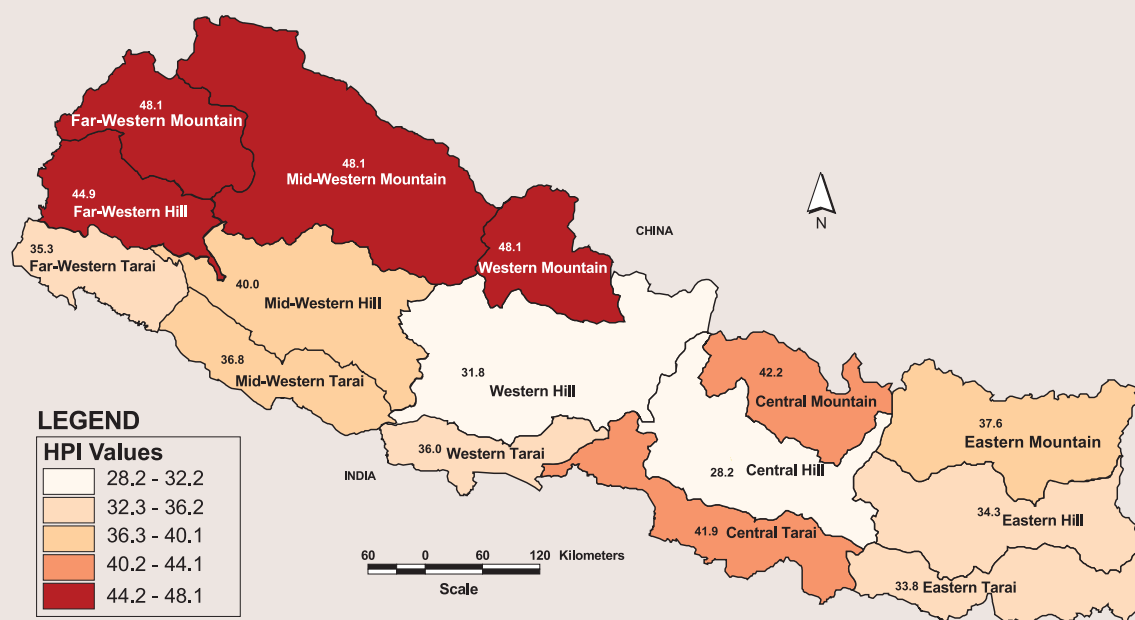 48.1
Far-Western Mountain
48.1
Mid-Western Mountain
44.9
Far-Western Hill
N
CHINA
35.3
Far-Western Tarai
48.1
Western Mountain
40.0
Mid-Western Hill
36.8
Mid-Western Tarai
31.8
Western Hill
42.2
Central Mountain
37.6
Eastern Mountain
36.0 Western Tarai
INDIA
28.2 Central Hill
34.3 Eastern Hill
41.9 Central Tarai
33.8 Eastern Tarai
LEGEND
HPI Values
28.2 - 32.2
32.3 - 36.2
36.3 - 40.1
40.2 - 44.1
44.2 - 48.1
60 0 60 120 Kilometers
Scale